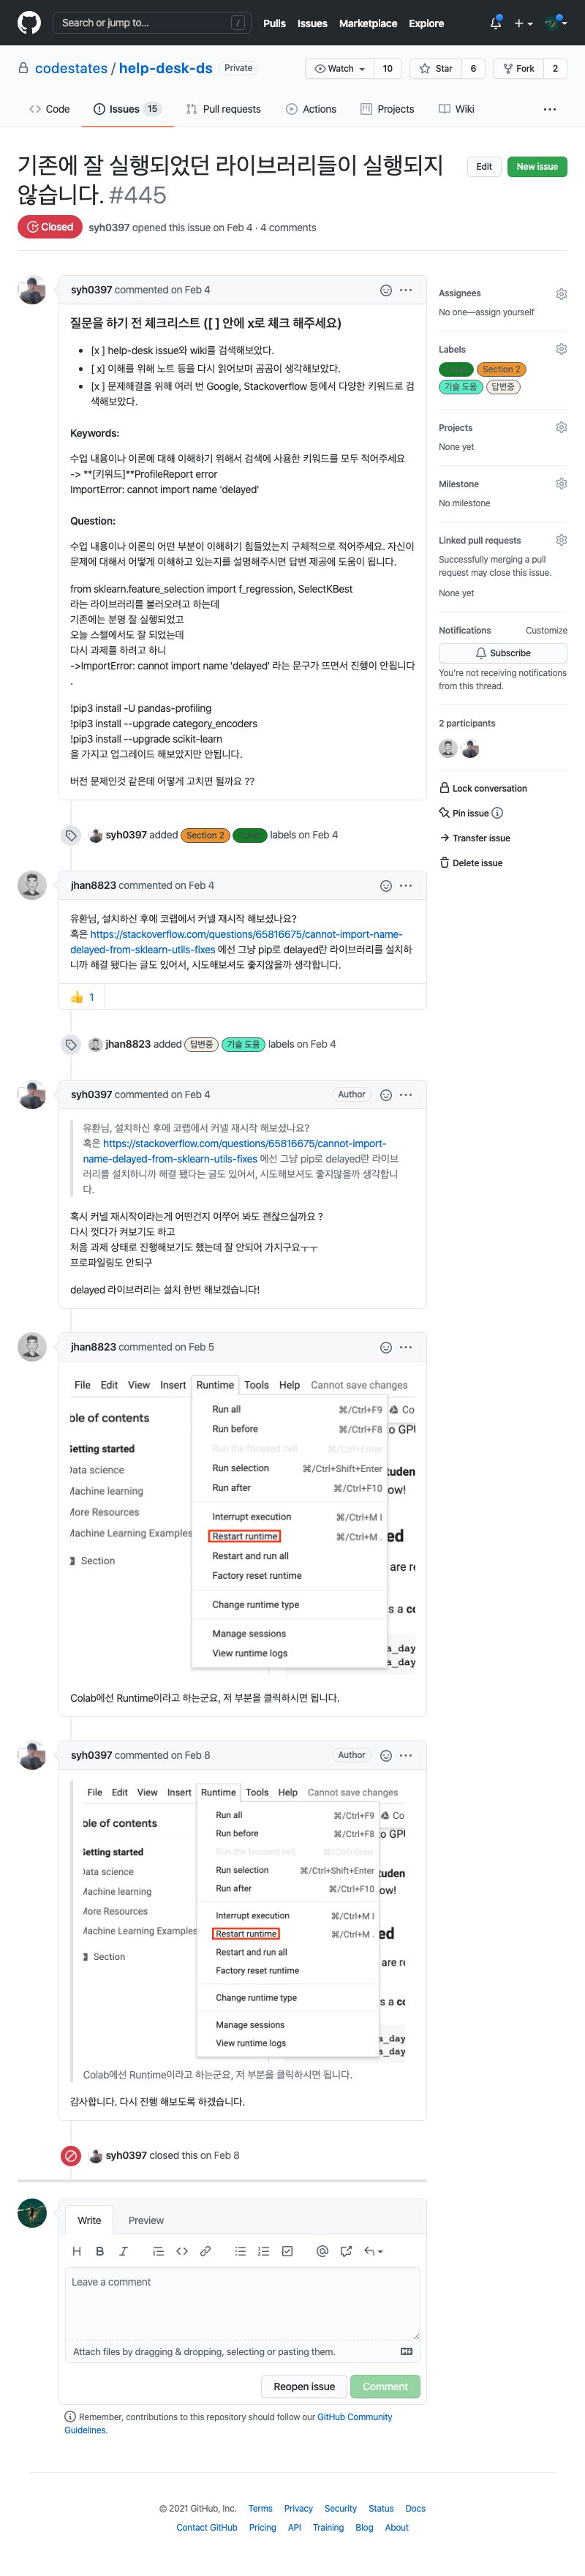 Search or jump to...
/
Pulls
Issues
Marketplace
Explore
codestates / help-desk-ds
Private
Watch
10
Star
6
Fork
2
Code
Issues 15
Pull requests
Actions
Projects
Wiki
기존에 잘 실행되었던 라이브러리들이 실행되지
않습니다. #445
Edit
New issue
Closed
syh0397 opened this issue on Feb 4 · 4 comments
syh0397 commented on Feb 4
질문을 하기 전 체크리스트 ([ ] 안에 x로 체크 해주세요)
[x ] help-desk issue와 wiki를 검색해보았다.
[ x] 이해를 위해 노트 등을 다시 읽어보며 곰곰이 생각해보았다.
[x ] 문제해결을 위해 여러 번 Google, Stackoverflow 등에서 다양한 키워드로 검
색해보았다.
Keywords:
수업 내용이나 이론에 대해 이해하기 위해서 검색에 사용한 키워드를 모두 적어주세요
-> **[키워드]**ProfileReport error
ImportError: cannot import name 'delayed'
Question:
수업 내용이나 이론의 어떤 부분이 이해하기 힘들었는지 구체적으로 적어주세요. 자신이
문제에 대해서 어떻게 이해하고 있는지를 설명해주시면 답변 제공에 도움이 됩니다.
from sklearn.feature_selection import f_regression, SelectKBest
라는 라이브러리를 불러오려고 하는데
기존에는 분명 잘 실행되었고
오늘 스챌에서도 잘 되었는데
다시 과제를 하려고 하니
->ImportError: cannot import name 'delayed' 라는 문구가 뜨면서 진행이 안됩니다
.
!pip3 install -U pandas-profiling
!pip3 install --upgrade category_encoders
!pip3 install --upgrade scikit-learn
을 가지고 업그레이드 해보았지만 안됩니다.
버전 문제인것 같은데 어떻게 고치면 될까요 ??
Assignees
No one—assign yourself
Labels
Section 2
기술 도움
답변중
Projects
None yet
Milestone
No milestone
Linked pull requests
Successfully merging a pull
request may close this issue.
None yet
Notifications
Customize
Subscribe
You're not receiving notifications
from this thread.
2 participants
Lock conversation
Pin issue
Transfer issue
Delete issue
syh0397 added Section 2 labels on Feb 4
jhan8823 commented on Feb 4
유환님, 설치하신 후에 코랩에서 커널 재시작 해보셨나요?
혹은 https://stackoverflow.com/questions/65816675/cannot-import-name-
delayed-from-sklearn-utils-fixes 에선 그냥 pip로 delayed란 라이브러리를 설치하
니까 해결 됐다는 글도 있어서, 시도해보셔도 좋지않을까 생각합니다.
👍 1
jhan8823 added 답변중 기술 도움 labels on Feb 4
syh0397 commented on Feb 4
Author
유환님, 설치하신 후에 코랩에서 커널 재시작 해보셨나요?
혹은 https://stackoverflow.com/questions/65816675/cannot-import-
name-delayed-from-sklearn-utils-fixes 에선 그냥 pip로 delayed란 라이브
러리를 설치하니까 해결 됐다는 글도 있어서, 시도해보셔도 좋지않을까 생각합니
다.
혹시 커널 재시작이라는게 어떤건지 여쭈어 봐도 괜찮으실까요 ?
다시 껏다가 켜보기도 하고
처음 과제 상태로 진행해보기도 했는데 잘 안되어 가지구요ㅜㅜ
프로파일링도 안되구
delayed 라이브러리는 설치 한번 해보겠습니다!
jhan8823 commented on Feb 5
File Edit View Insert Runtime Tools Help Cannot save changes
ble of contents
Getting started
Data science
Machine learning
More Resources
Machine Learning Examples
Section
Run all ⌘/Ctrl+F9
Run before ⌘/Ctrl+F8
Run the focused cell ⌘/Ctrl+Enter
Run selection ⌘/Ctrl+Shift+Enter
Run after ⌘/Ctrl+F10
Interrupt execution ⌘/Ctrl+M I
Restart runtime ⌘/Ctrl+M .
Restart and run all
Factory reset runtime
Change runtime type
Manage sessions
View runtime logs
Co
to GPU
tuden
ow!
ed
are re
s a co
a_day
a_day
Colab에선 Runtime이라고 하는군요, 저 부분을 클릭하시면 됩니다.
syh0397 commented on Feb 8
Author
File Edit View Insert Runtime Tools Help Cannot save changes
ble of contents
Getting started
Data science
Machine learning
More Resources
Machine Learning Examples
Section
Run all ⌘/Ctrl+F9
Run before ⌘/Ctrl+F8
Run the focused cell ⌘/Ctrl+Enter
Run selection ⌘/Ctrl+Shift+Enter
Run after ⌘/Ctrl+F10
Interrupt execution ⌘/Ctrl+M I
Restart runtime ⌘/Ctrl+M .
Restart and run all
Factory reset runtime
Change runtime type
Manage sessions
View runtime logs
Co
o GPU
tuden
ow!
ed
are re
s a co
a_day
a_day
Colab에선 Runtime이라고 하는군요, 저 부분을 클릭하시면 됩니다.
감사합니다. 다시 진행 해보도록 하겠습니다.
syh0397 closed this on Feb 8
Write
Preview
Leave a comment
Attach files by dragging & dropping, selecting or pasting them.
Reopen issue
Comment
Remember, contributions to this repository should follow our GitHub Community
Guidelines.
© 2021 GitHub, Inc.
Terms
Privacy
Security
Status
Docs
Contact GitHub
Pricing
API
Training
Blog
About